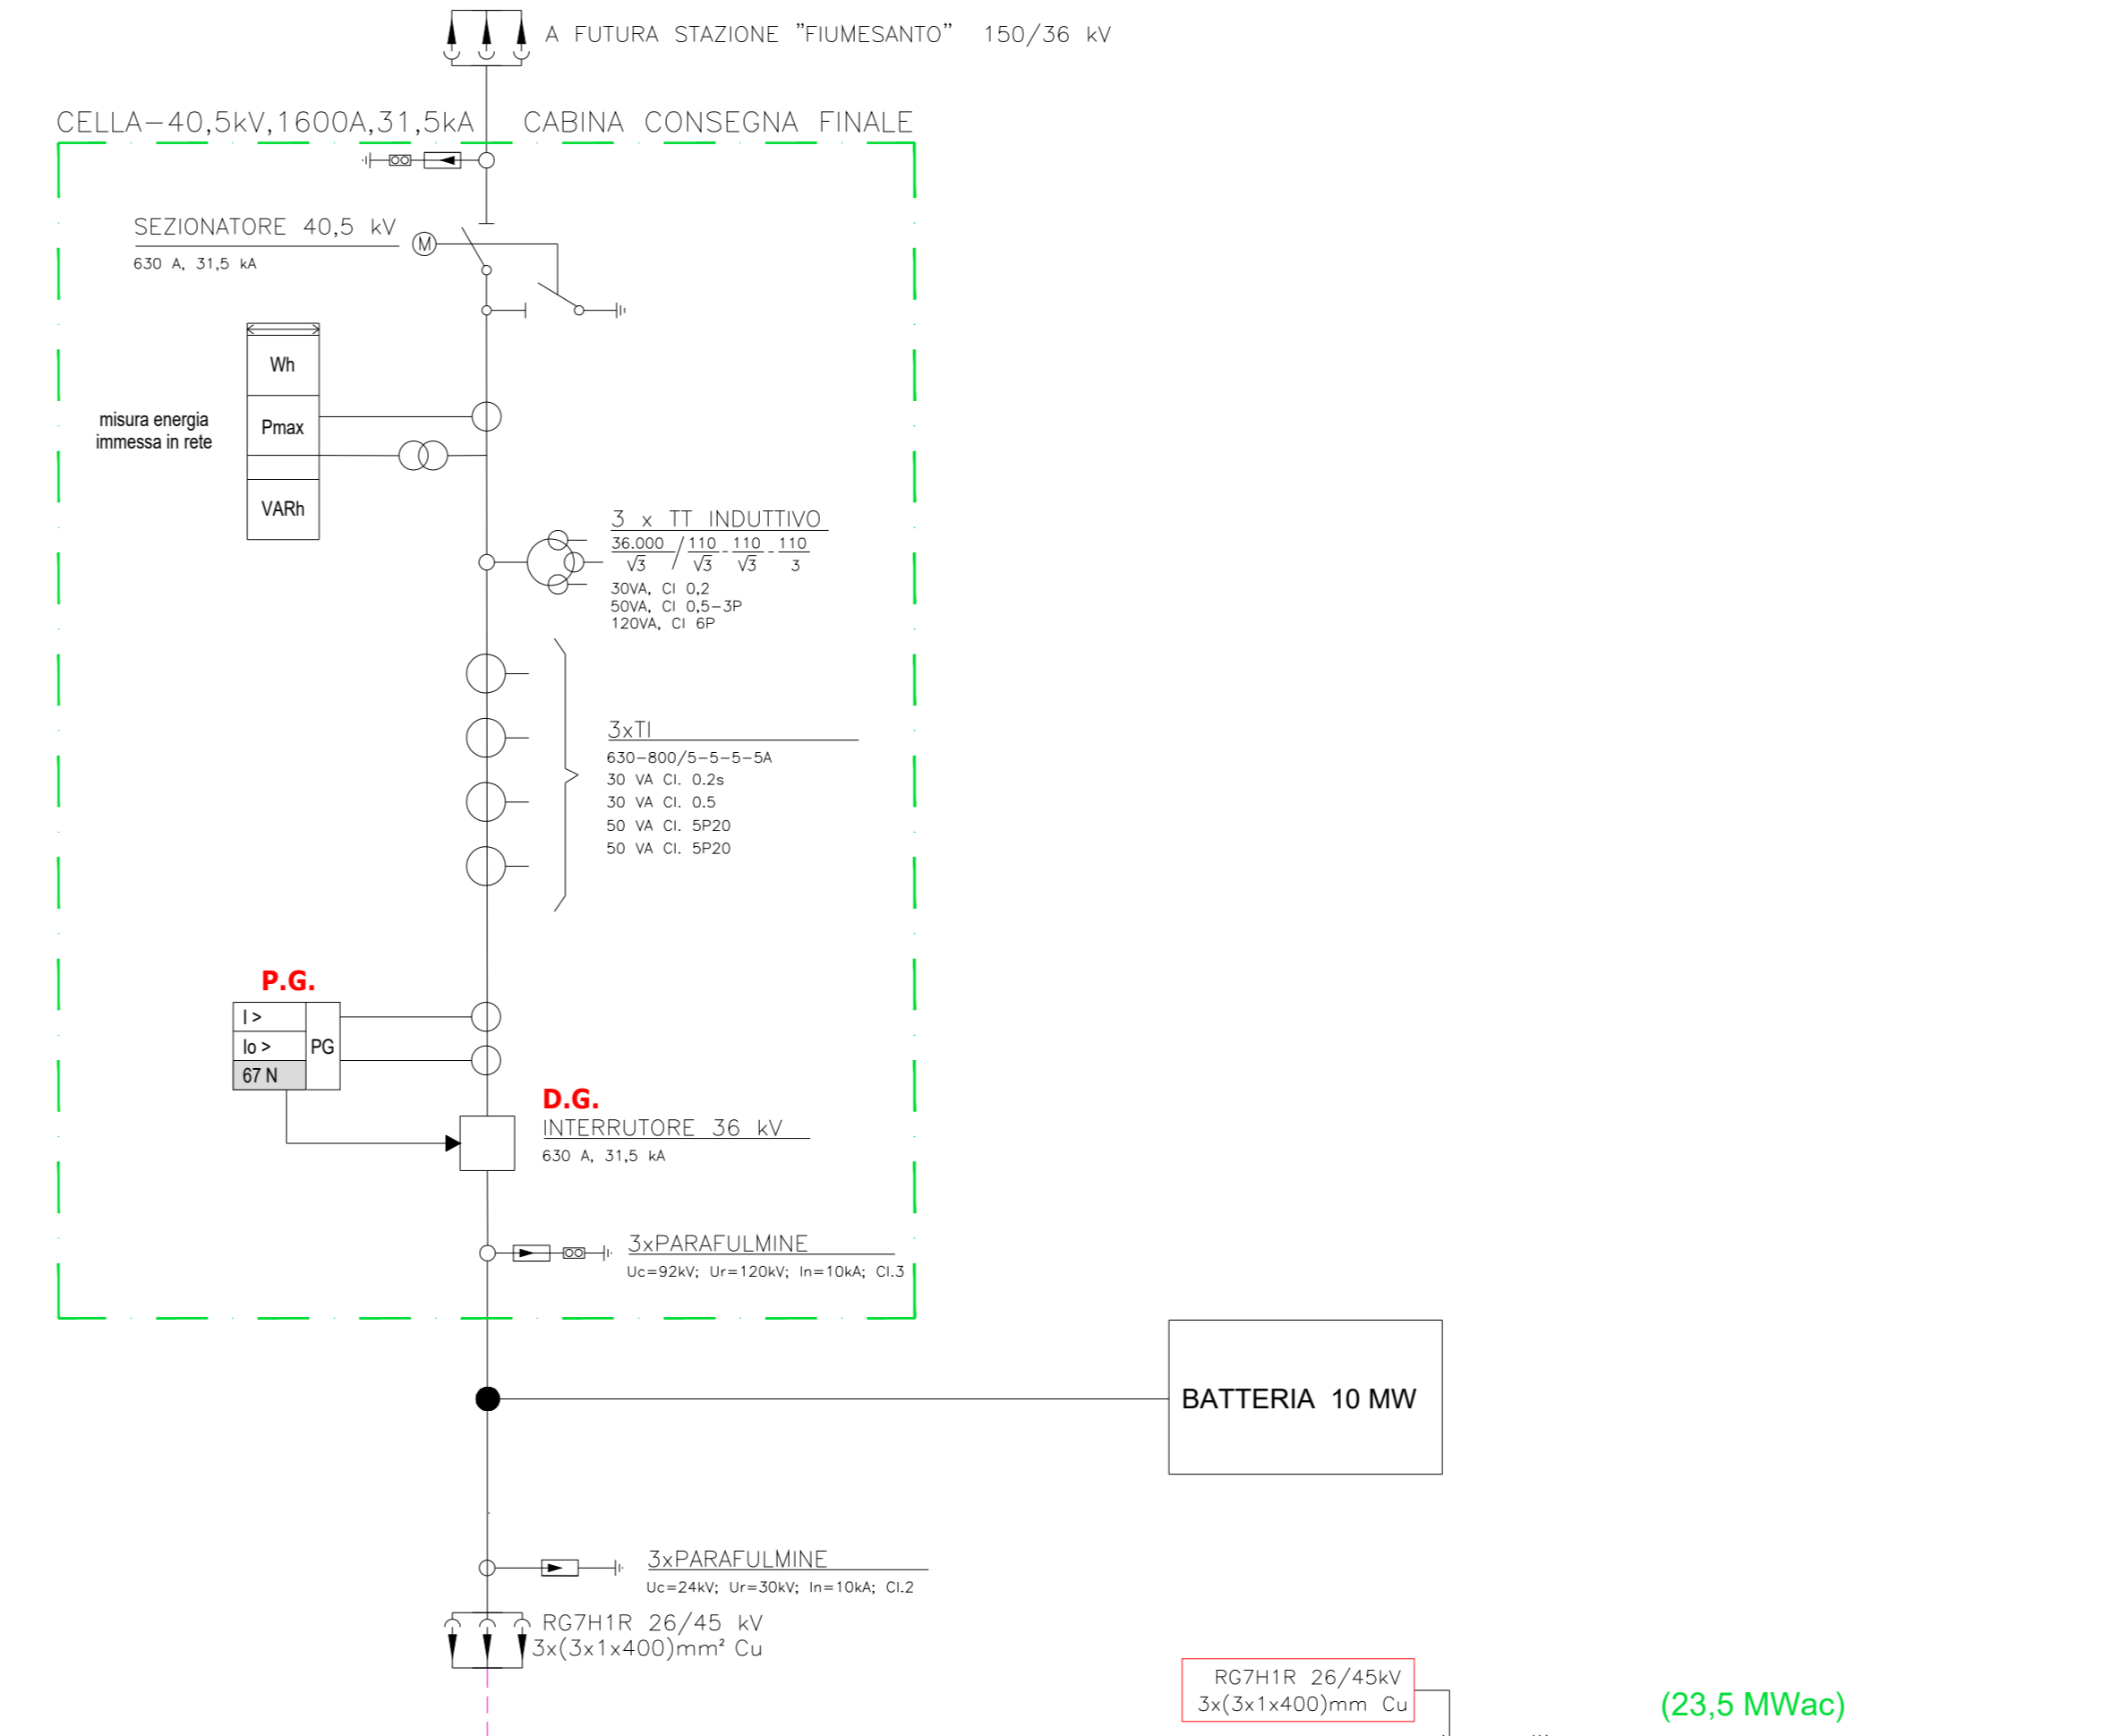 A FUTURA STAZIONE "FIUMESANTO" 150/36 kV
CELLA-40,5kV,1600A,31,5kA CABINA CONSEGNA FINALE
SEZIONATORE 40,5 kV
630 A, 31,5 kA
M
Wh
Pmax
VARh
misura energia
immessa in rete
3 x TT INDUTTIVO
36.000/√3 / 110/√3 - 110/√3 - 110/3
30VA, Cl 0,2
50VA, Cl 0,5-3P
120VA, Cl 6P
3xTI
630-800/5-5-5-5A
30 VA Cl. 0.2s
30 VA Cl. 0.5
50 VA Cl. 5P20
50 VA Cl. 5P20
P.G.
I >
Io >
67 N
PG
D.G.
INTERRUTORE 36 kV
630 A, 31,5 kA
3xPARAFULMINE
Uc=92kV; Ur=120kV; In=10kA; Cl.3
BATTERIA 10 MW
3xPARAFULMINE
Uc=24kV; Ur=30kV; In=10kA; Cl.2
RG7H1R 26/45 kV
3x(3x1x400)mm² Cu
RG7H1R 26/45kV
3x(3x1x400)mm Cu
(23,5 MWac)